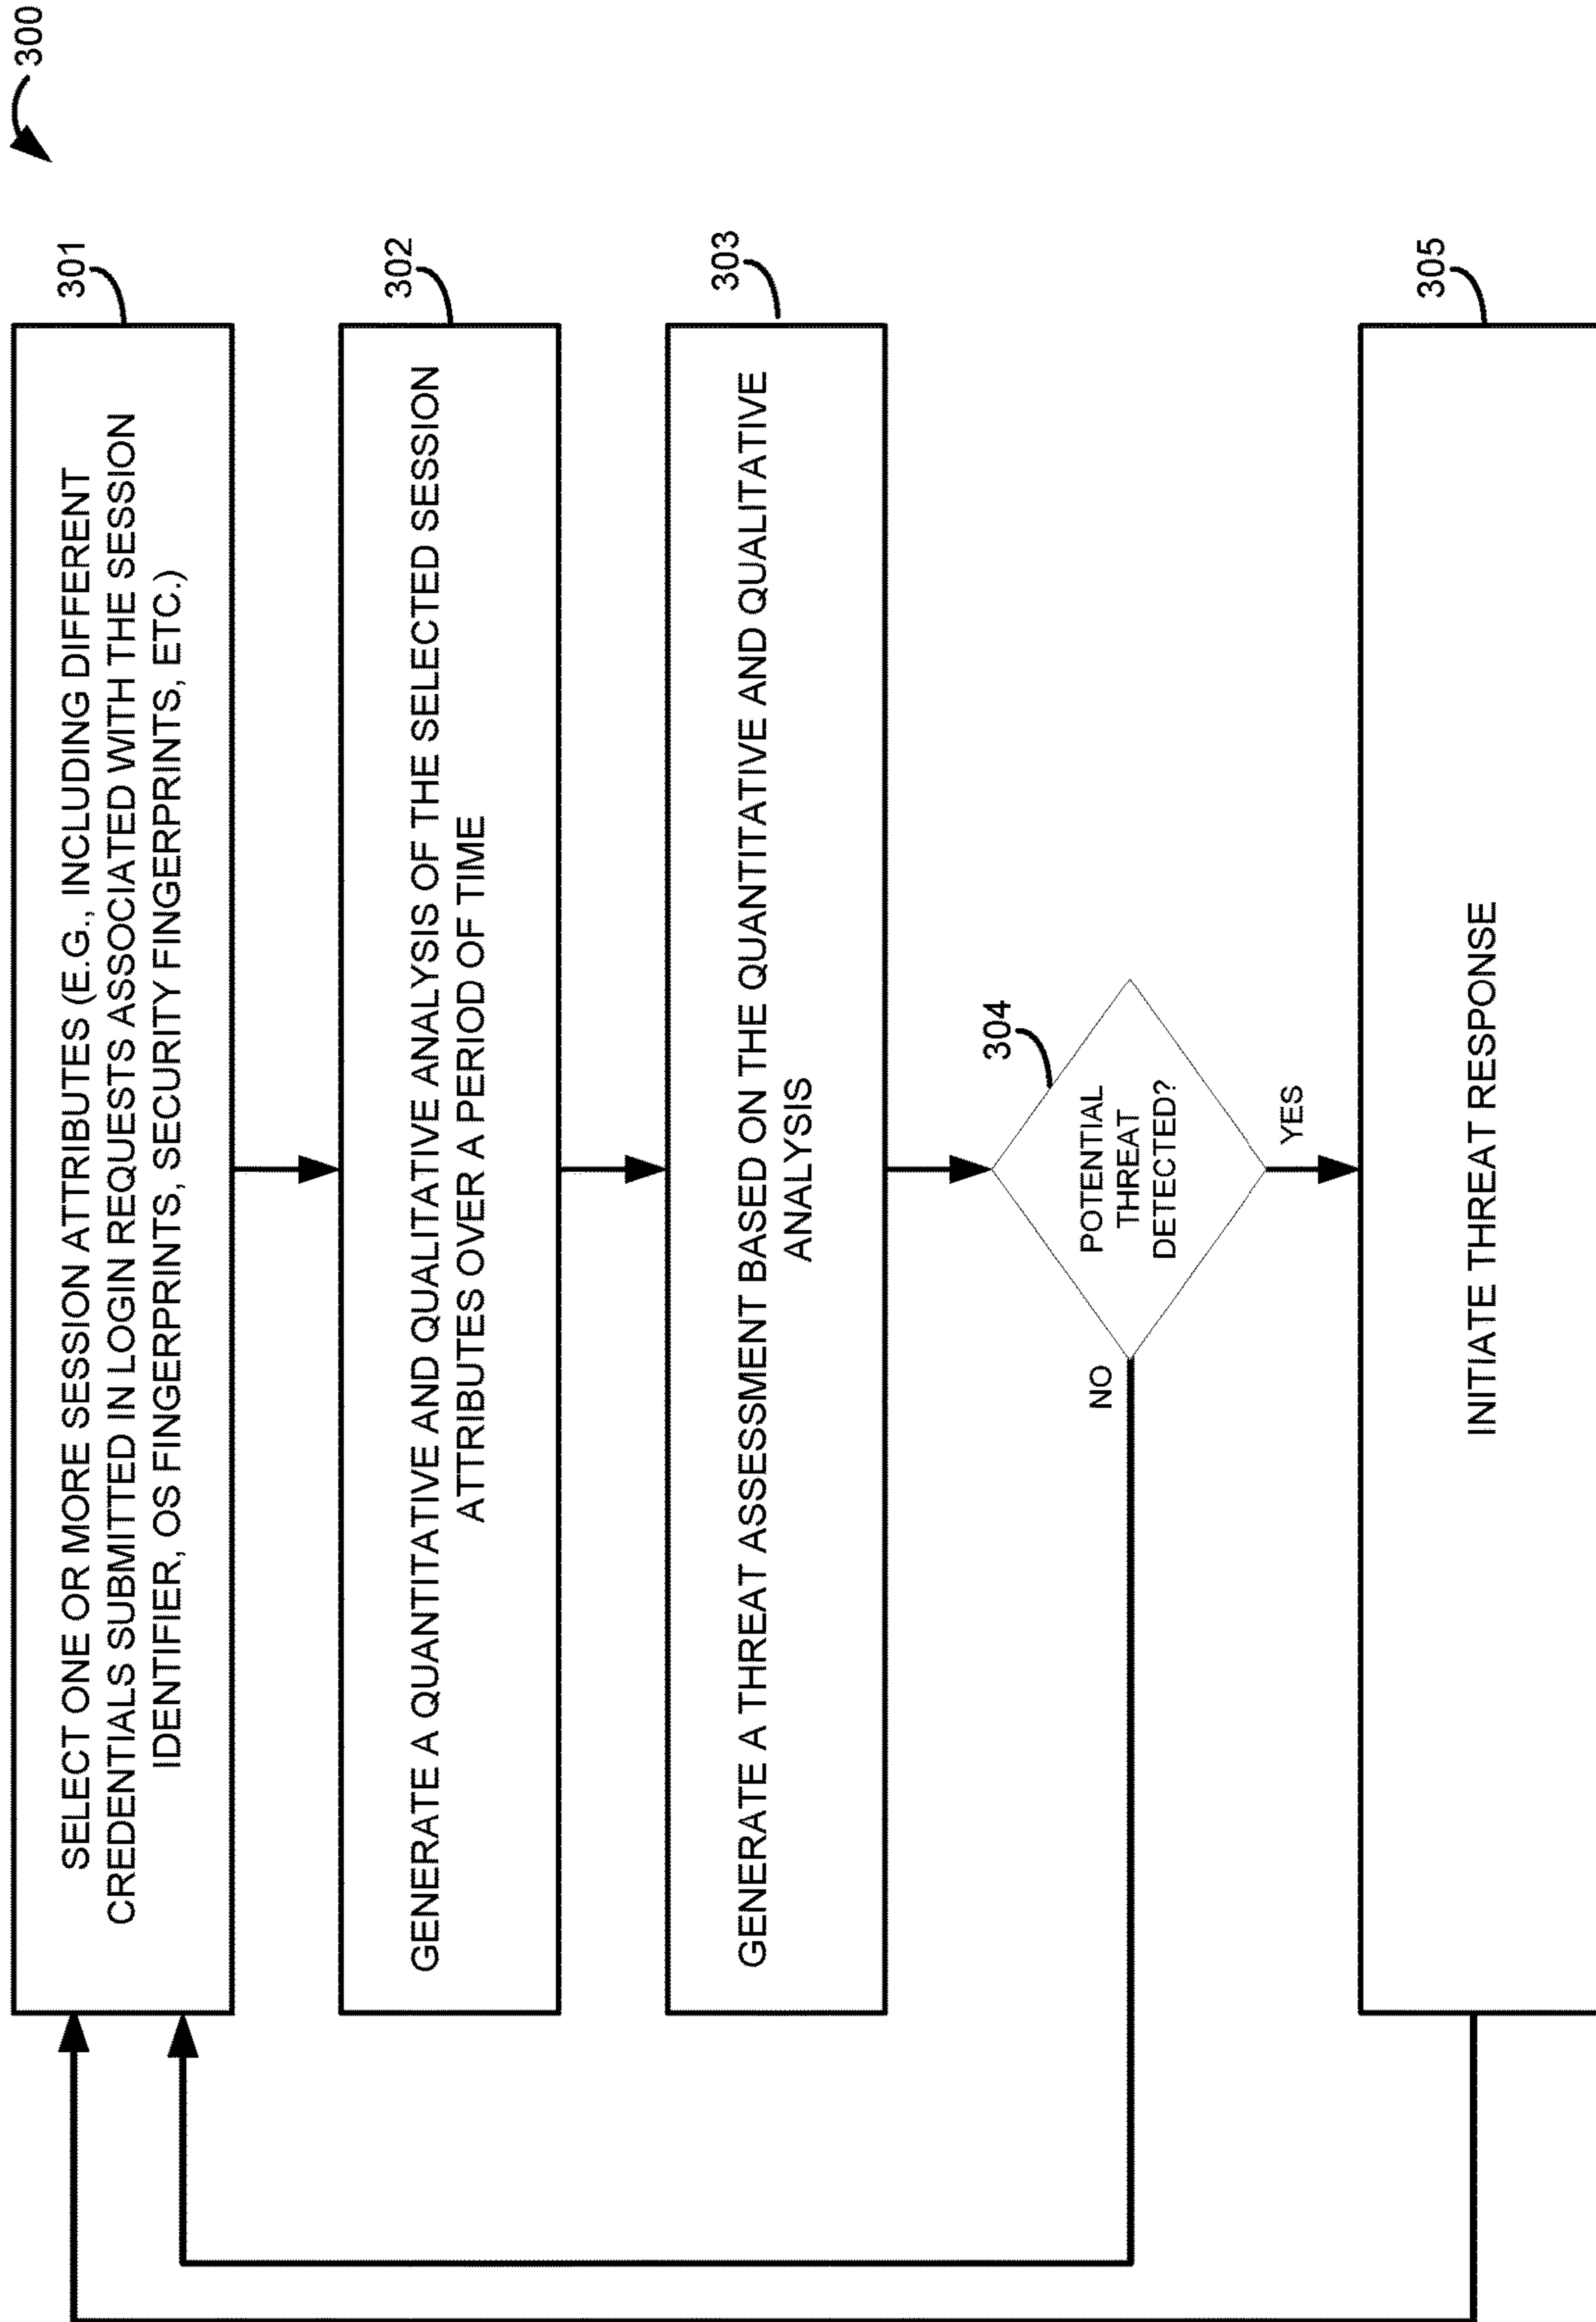 300
301
SELECT ONE OR MORE SESSION ATTRIBUTES (E.G., INCLUDING DIFFERENT
CREDENTIALS SUBMITTED IN LOGIN REQUESTS ASSOCIATED WITH THE SESSION
IDENTIFIER, OS FINGERPRINTS, SECURITY FINGERPRINTS, ETC.)
302
GENERATE A QUANTITATIVE AND QUALITATIVE ANALYSIS OF THE SELECTED SESSION
ATTRIBUTES OVER A PERIOD OF TIME
303
GENERATE A THREAT ASSESSMENT BASED ON THE QUANTITATIVE AND QUALITATIVE
ANALYSIS
304
POTENTIAL
THREAT
DETECTED?
NO
YES
305
INITIATE THREAT RESPONSE